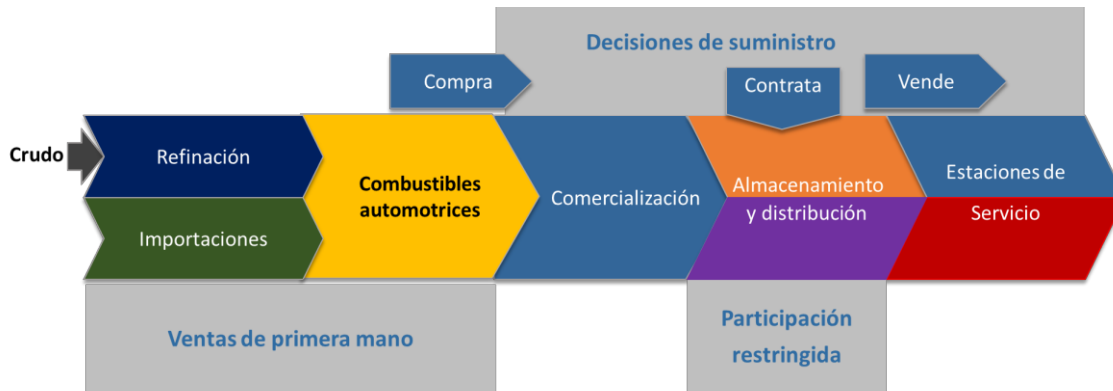 Decisiones de suministro
Compra
Contrata
Vende
Crudo
Refinación
Importaciones
Combustibles
automotrices
Comercialización
Almacenamiento
y distribución
Estaciones de
Servicio
Ventas de primera mano
Participación
restringida